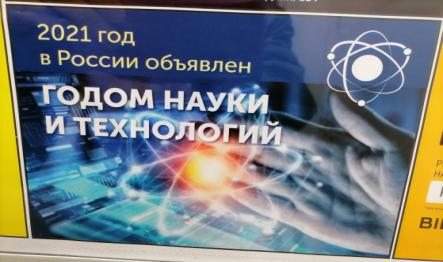 2021 год
в России объявлен
ГОДОМ НАУКИ
И ТЕХНОЛОГИЙ